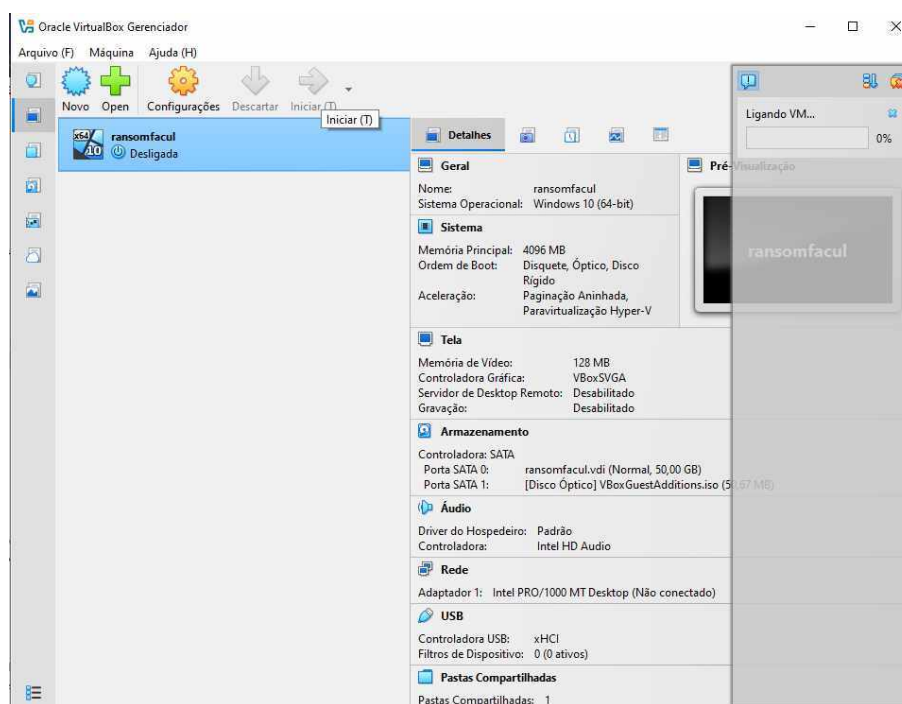 Oracle VirtualBox Gerenciador
Arquivo (F) Máquina Ajuda (H)
Novo Open Configurações Descartar Iniciar (T)
Iniciar (T)
x64
10
ransomfacul
Desligada
Detalhes
Geral
Nome: ransomfacul
Sistema Operacional: Windows 10 (64-bit)
Sistema
Memória Principal: 4096 MB
Ordem de Boot: Disquete, Óptico, Disco
Rígido
Aceleração: Paginação Aninhada,
Paravirtualização Hyper-V
Pré-Visualização
ransomfacul
Tela
Memória de Vídeo: 128 MB
Controladora Gráfica: VBoxSVGA
Servidor de Desktop Remoto: Desabilitado
Gravação: Desabilitado
Armazenamento
Controladora: SATA
Porta SATA 0: ransomfacul.vdi (Normal, 50,00 GB)
Porta SATA 1: [Disco Óptico] VBoxGuestAdditions.iso
Áudio
Driver do Hospedeiro: Padrão
Controladora: Intel HD Audio
Rede
Adaptador 1: Intel PRO/1000 MT Desktop (Não conectado)
USB
Controladora USB: xHCI
Filtros de Dispositivo: 0 (0 ativos)
Pastas Compartilhadas
Pastas Compartilhadas: 1
Ligando VM...
0%